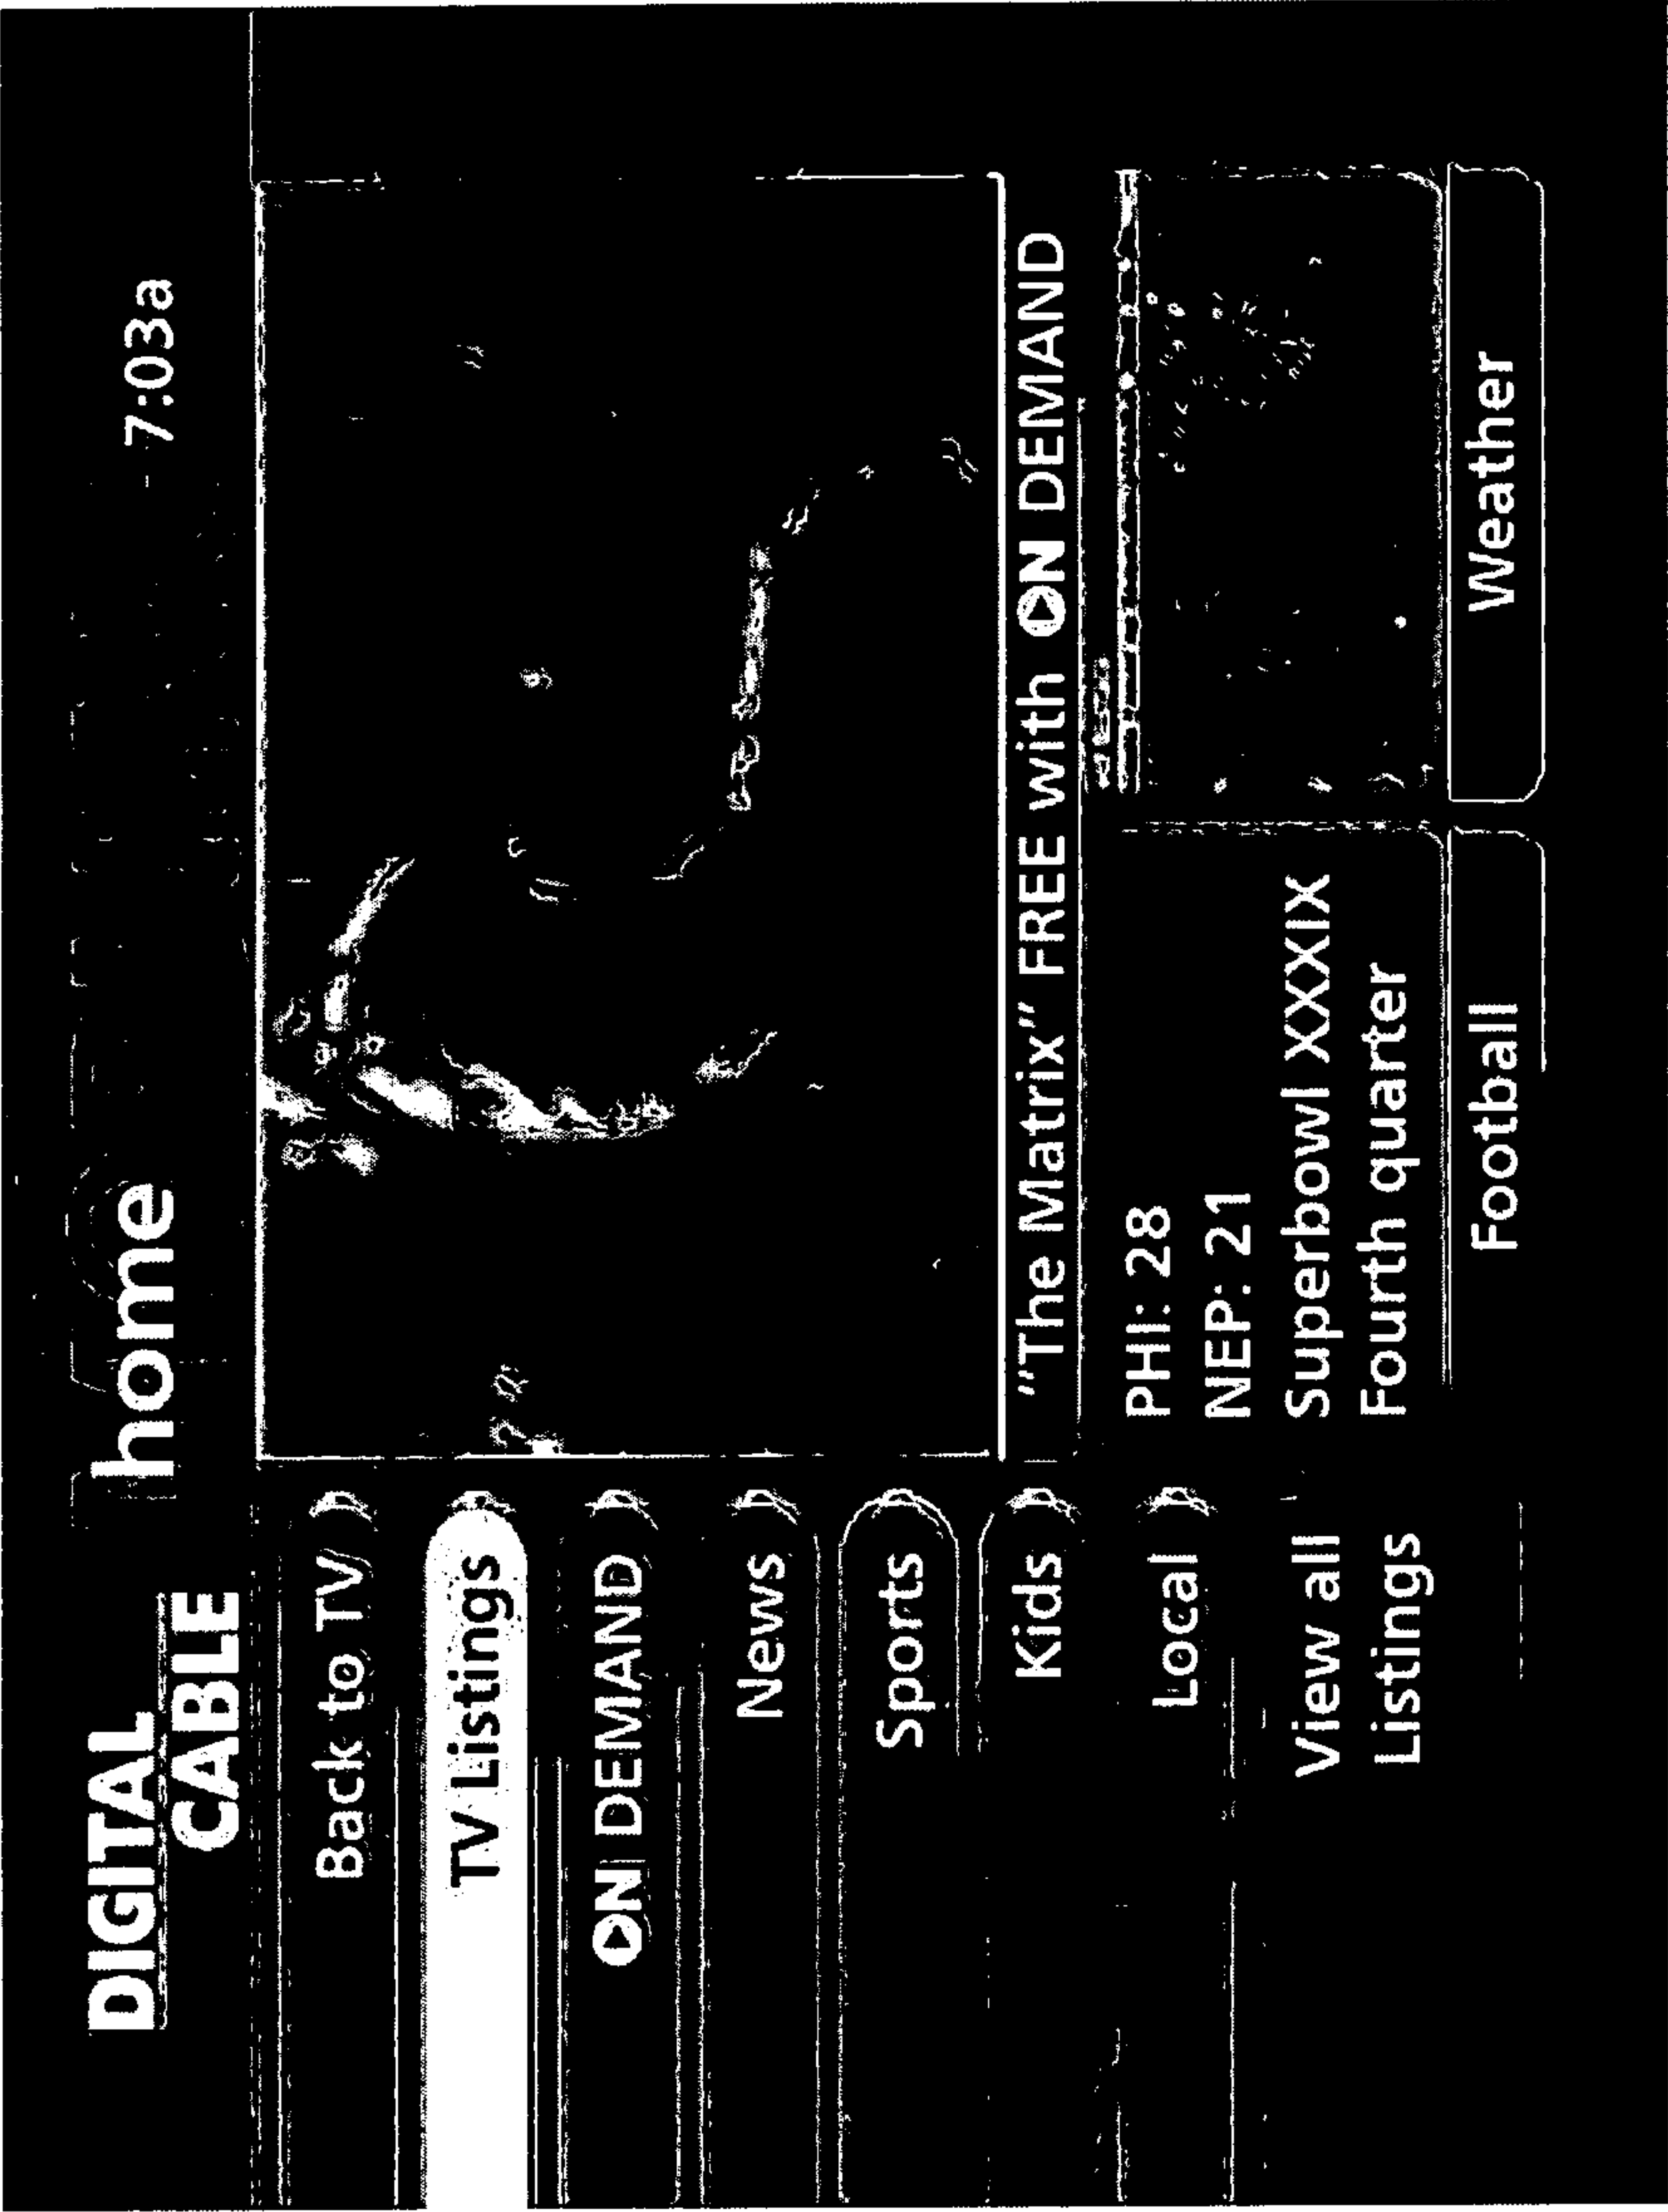 DIGITAL
CABLE
home
7:03a
Back to TV
TV Listings
ON DEMAND
News
Sports
Kids
Local
View all
Listings
"The Matrix" FREE with ON DEMAND
PHI: 28
NEP: 21
Superbowl XXXIX
Fourth quarter
Football
Weather